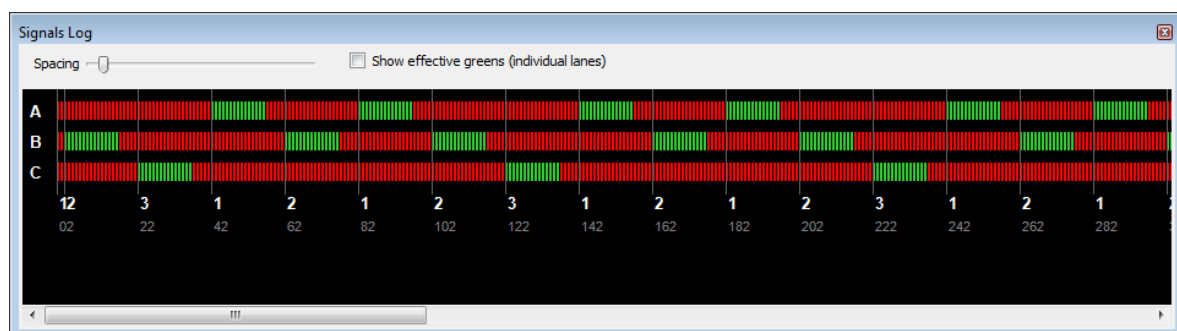 Signals Log
Spacing
Show effective greens (individual lanes)
A
B
C
12 3 1 2 1 2 3 1 2 1 2 3 1 2 1
02 22 42 62 82 102 122 142 162 182 202 222 242 262 282